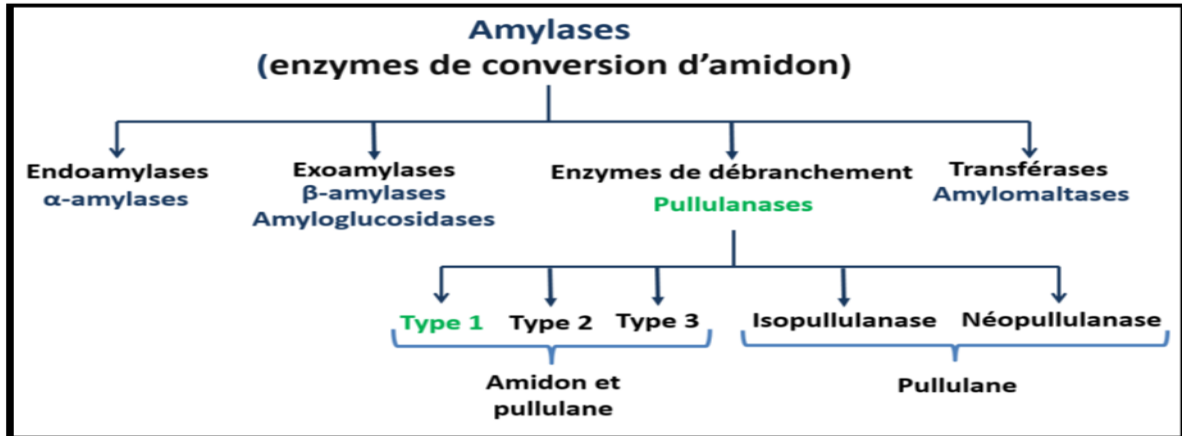 Amylases
(enzymes de conversion d’amidon)
Endoamylases
α-amylases
Exoamylases
β-amylases
Amyloglucosidases
Enzymes de débranchement
Pullulanases
Transférases
Amylomaltases
Type 1
Type 2
Type 3
Isopullulanase
Néopullulanase
Amidon et
pullulane
Pullulane